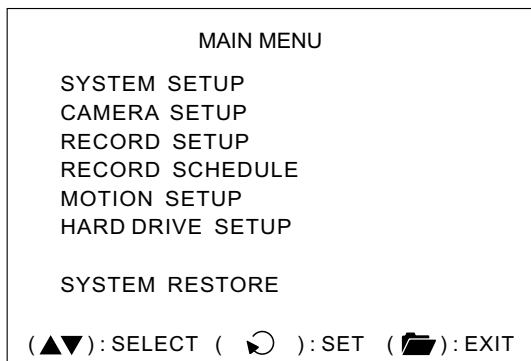 MAIN MENU
SYSTEM SETUP
CAMERA SETUP
RECORD SETUP
RECORD SCHEDULE
MOTION SETUP
HARD DRIVE SETUP
SYSTEM RESTORE
(▲▼) : SELECT ( ) : SET ( ) : EXIT